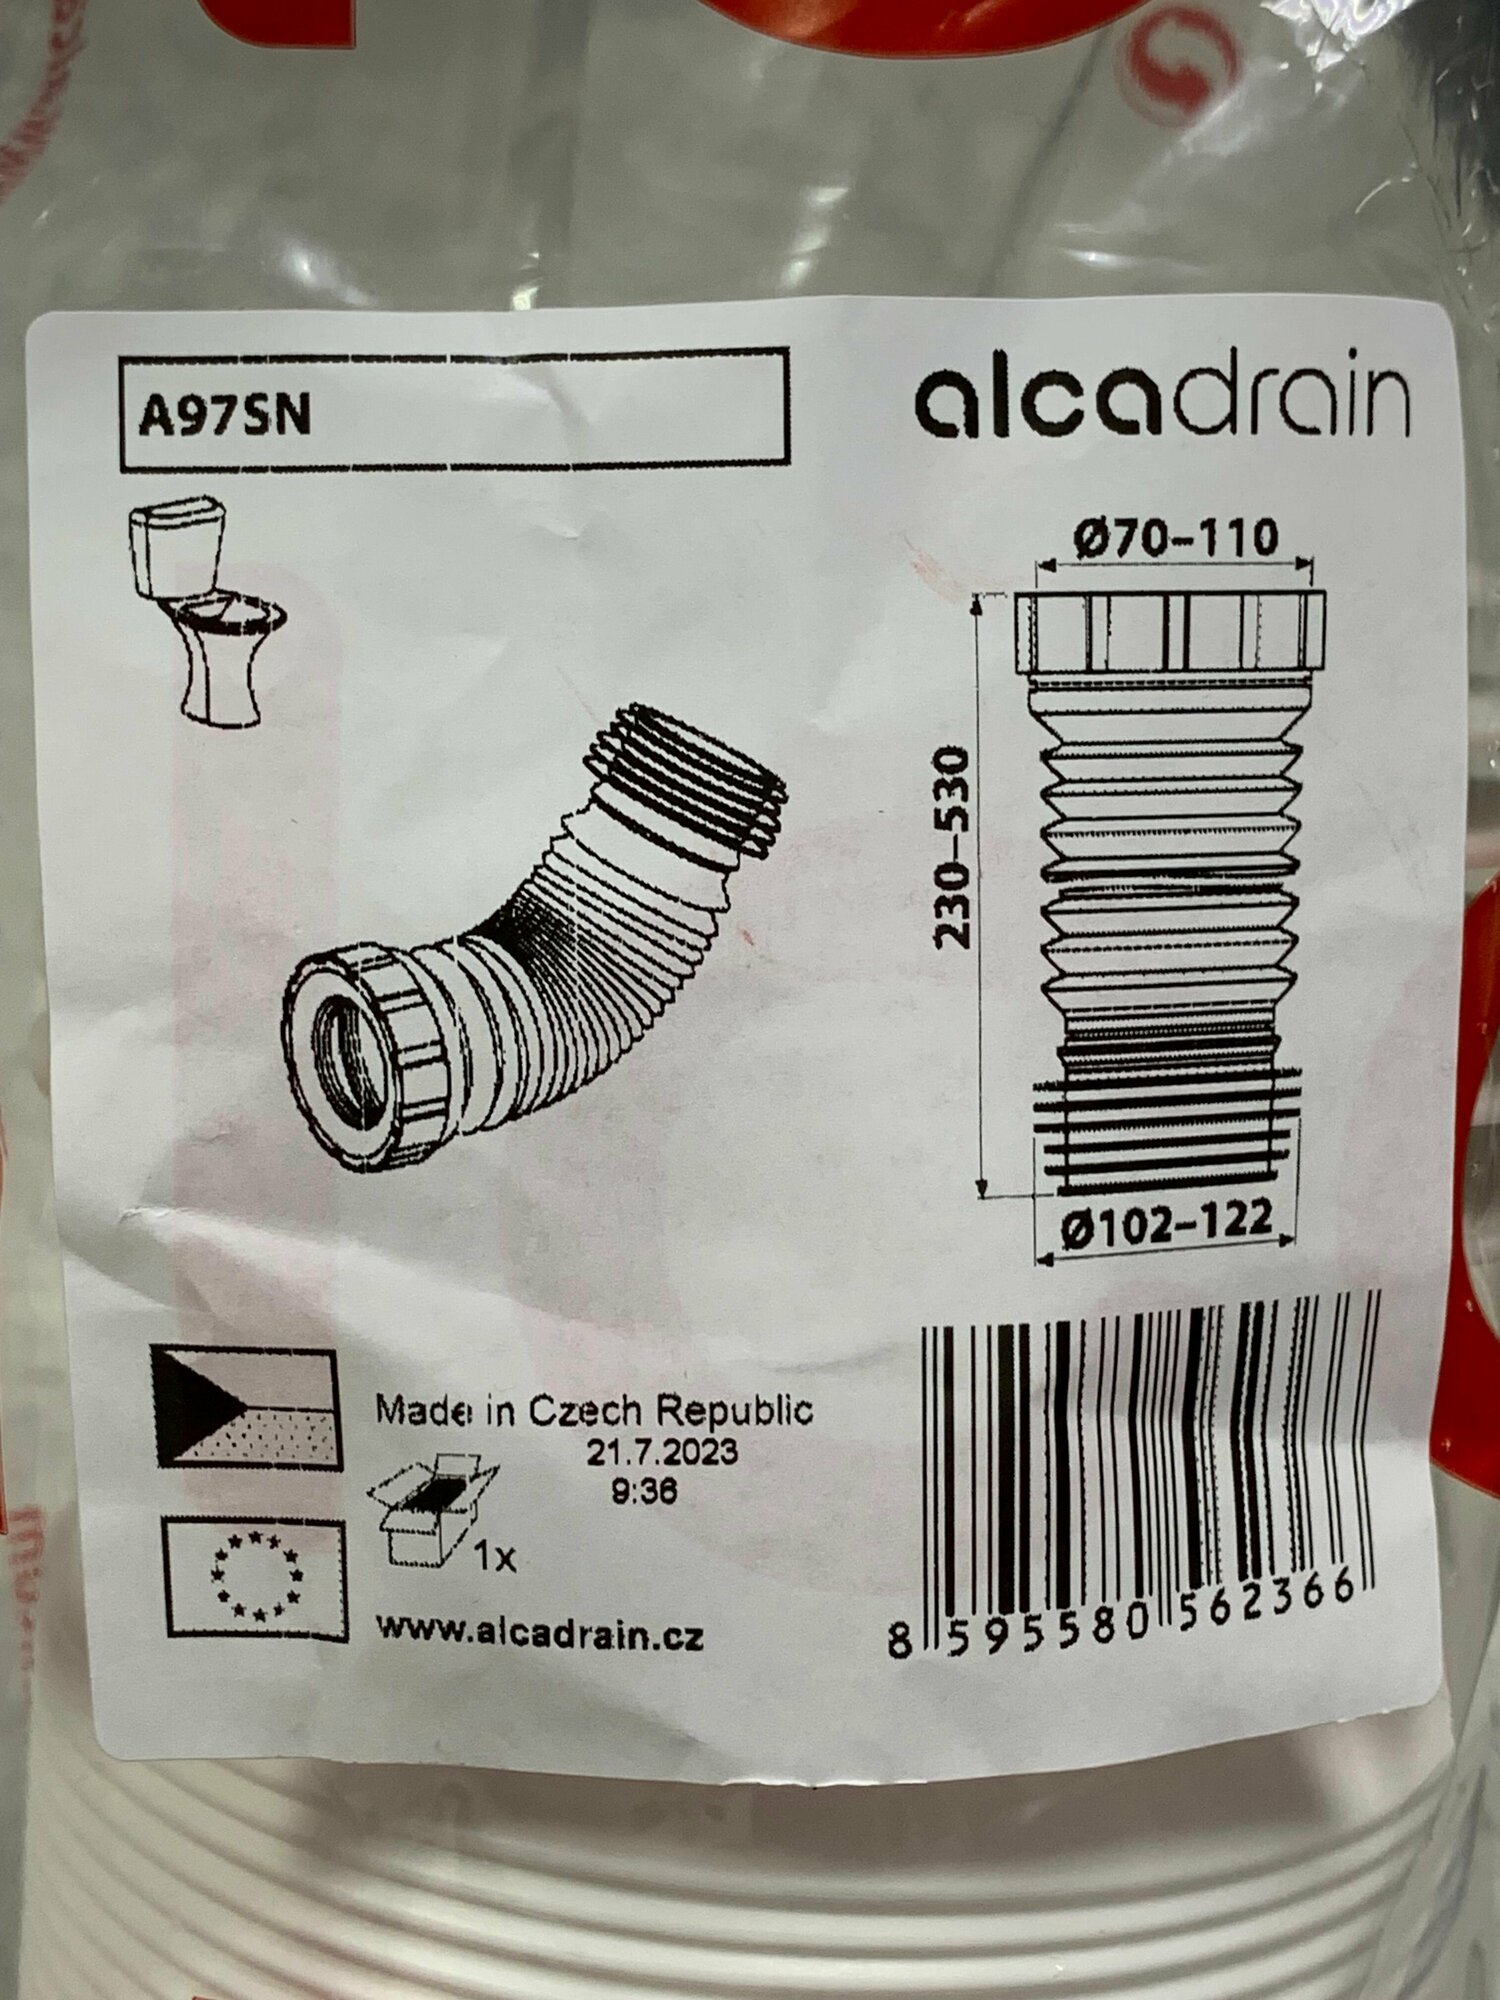 A97SN
alcadrain
Ø70-110
230-530
Ø102-122
Made in Czech Republic
21.7.2023
9:36
1x
www.alcadrain.cz
8 595580 562366